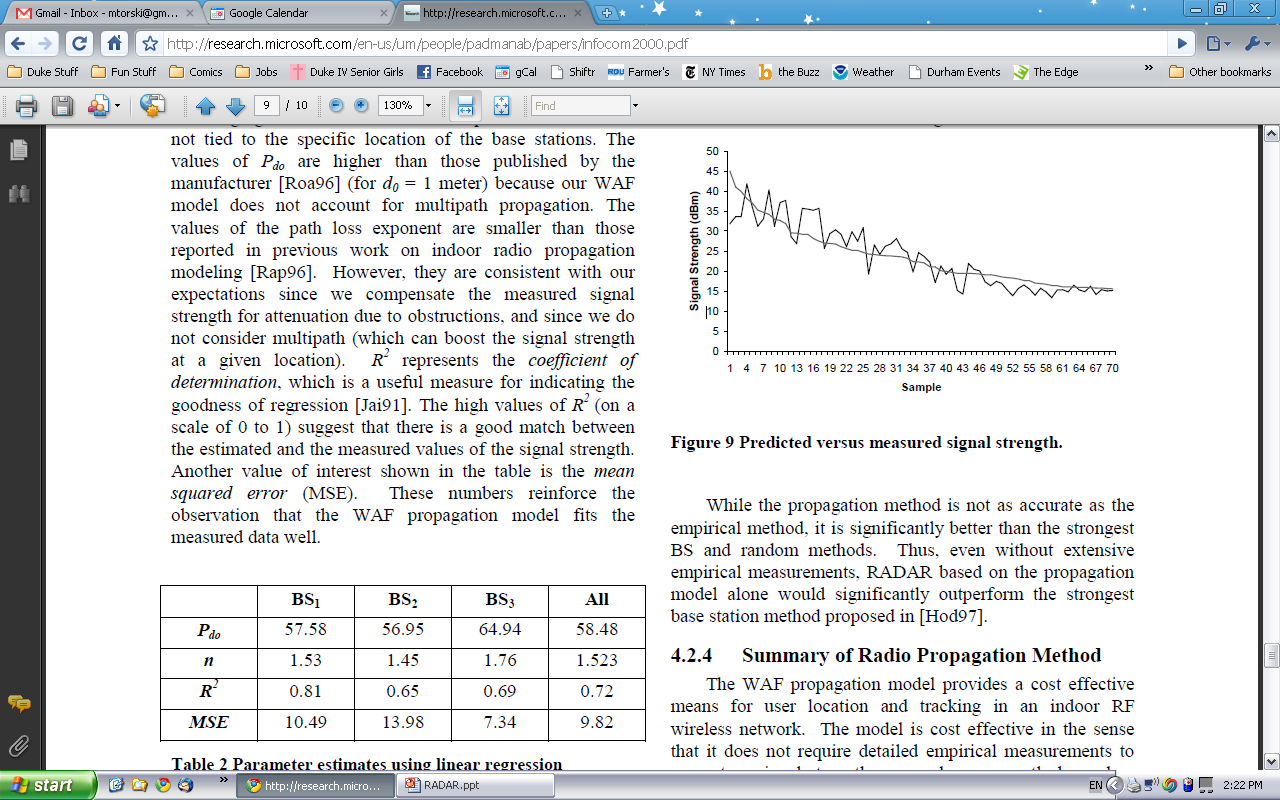 Gmail - Inbox - mtorski@gm...
Google Calendar
http://research.microsoft.c...
http://research.microsoft.com/en-us/um/people/padmanab/papers/infocom2000.pdf
Duke Stuff
Fun Stuff
Comics
Jobs
Duke IV Senior Girls
Facebook
gCal
Shiftr
RDU Farmer's
NY Times
the Buzz
Weather
Durham Events
The Edge
»
Other bookmarks
9 / 10
130%
Find
not tied to the specific location of the base stations. The
values of Pdo are higher than those published by the
manufacturer [Roa96] (for d0 = 1 meter) because our WAF
model does not account for multipath propagation. The
values of the path loss exponent are smaller than those
reported in previous work on indoor radio propagation
modeling [Rap96]. However, they are consistent with our
expectations since we compensate the measured signal
strength for attenuation due to obstructions, and since we do
not consider multipath (which can boost the signal strength
at a given location). R2 represents the coefficient of
determination, which is a useful measure for indicating the
goodness of regression [Jai91]. The high values of R2 (on a
scale of 0 to 1) suggest that there is a good match between
the estimated and the measured values of the signal strength.
Another value of interest shown in the table is the mean
squared error (MSE). These numbers reinforce the
observation that the WAF propagation model fits the
measured data well.
BS1 BS2 BS3 All
Pdo 57.58 56.95 64.94 58.48
n 1.53 1.45 1.76 1.523
R2 0.81 0.65 0.69 0.72
MSE 10.49 13.98 7.34 9.82
Table 2 Parameter estimates using linear regression
50
45
40
35
30
25
20
15
10
5
0
Signal Strength (dBm)
1 4 7 10 13 16 19 22 25 28 31 34 37 40 43 46 49 52 55 58 61 64 67 70
Sample
Figure 9 Predicted versus measured signal strength.
While the propagation method is not as accurate as the
empirical method, it is significantly better than the strongest
BS and random methods. Thus, even without extensive
empirical measurements, RADAR based on the propagation
model alone would significantly outperform the strongest
base station method proposed in [Hod97].
4.2.4 Summary of Radio Propagation Method
The WAF propagation model provides a cost effective
means for user location and tracking in an indoor RF
wireless network. The model is cost effective in the sense
that it does not require detailed empirical measurements to
start
»
http://research.micro...
RADAR.ppt
EN
2:22 PM